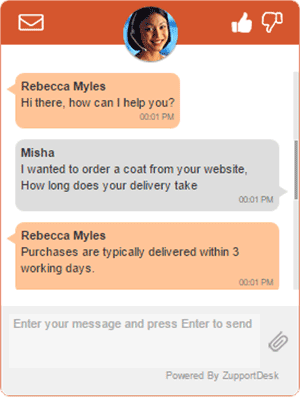 Rebecca Myles
Hi there, how can I help you?
00:01 PM
Misha
I wanted to order a coat from your website,
How long does your delivery take
00:01 PM
Rebecca Myles
Purchases are typically delivered within 3
working days.
00:01 PM
Enter your message and press Enter to send
Powered By ZupportDesk